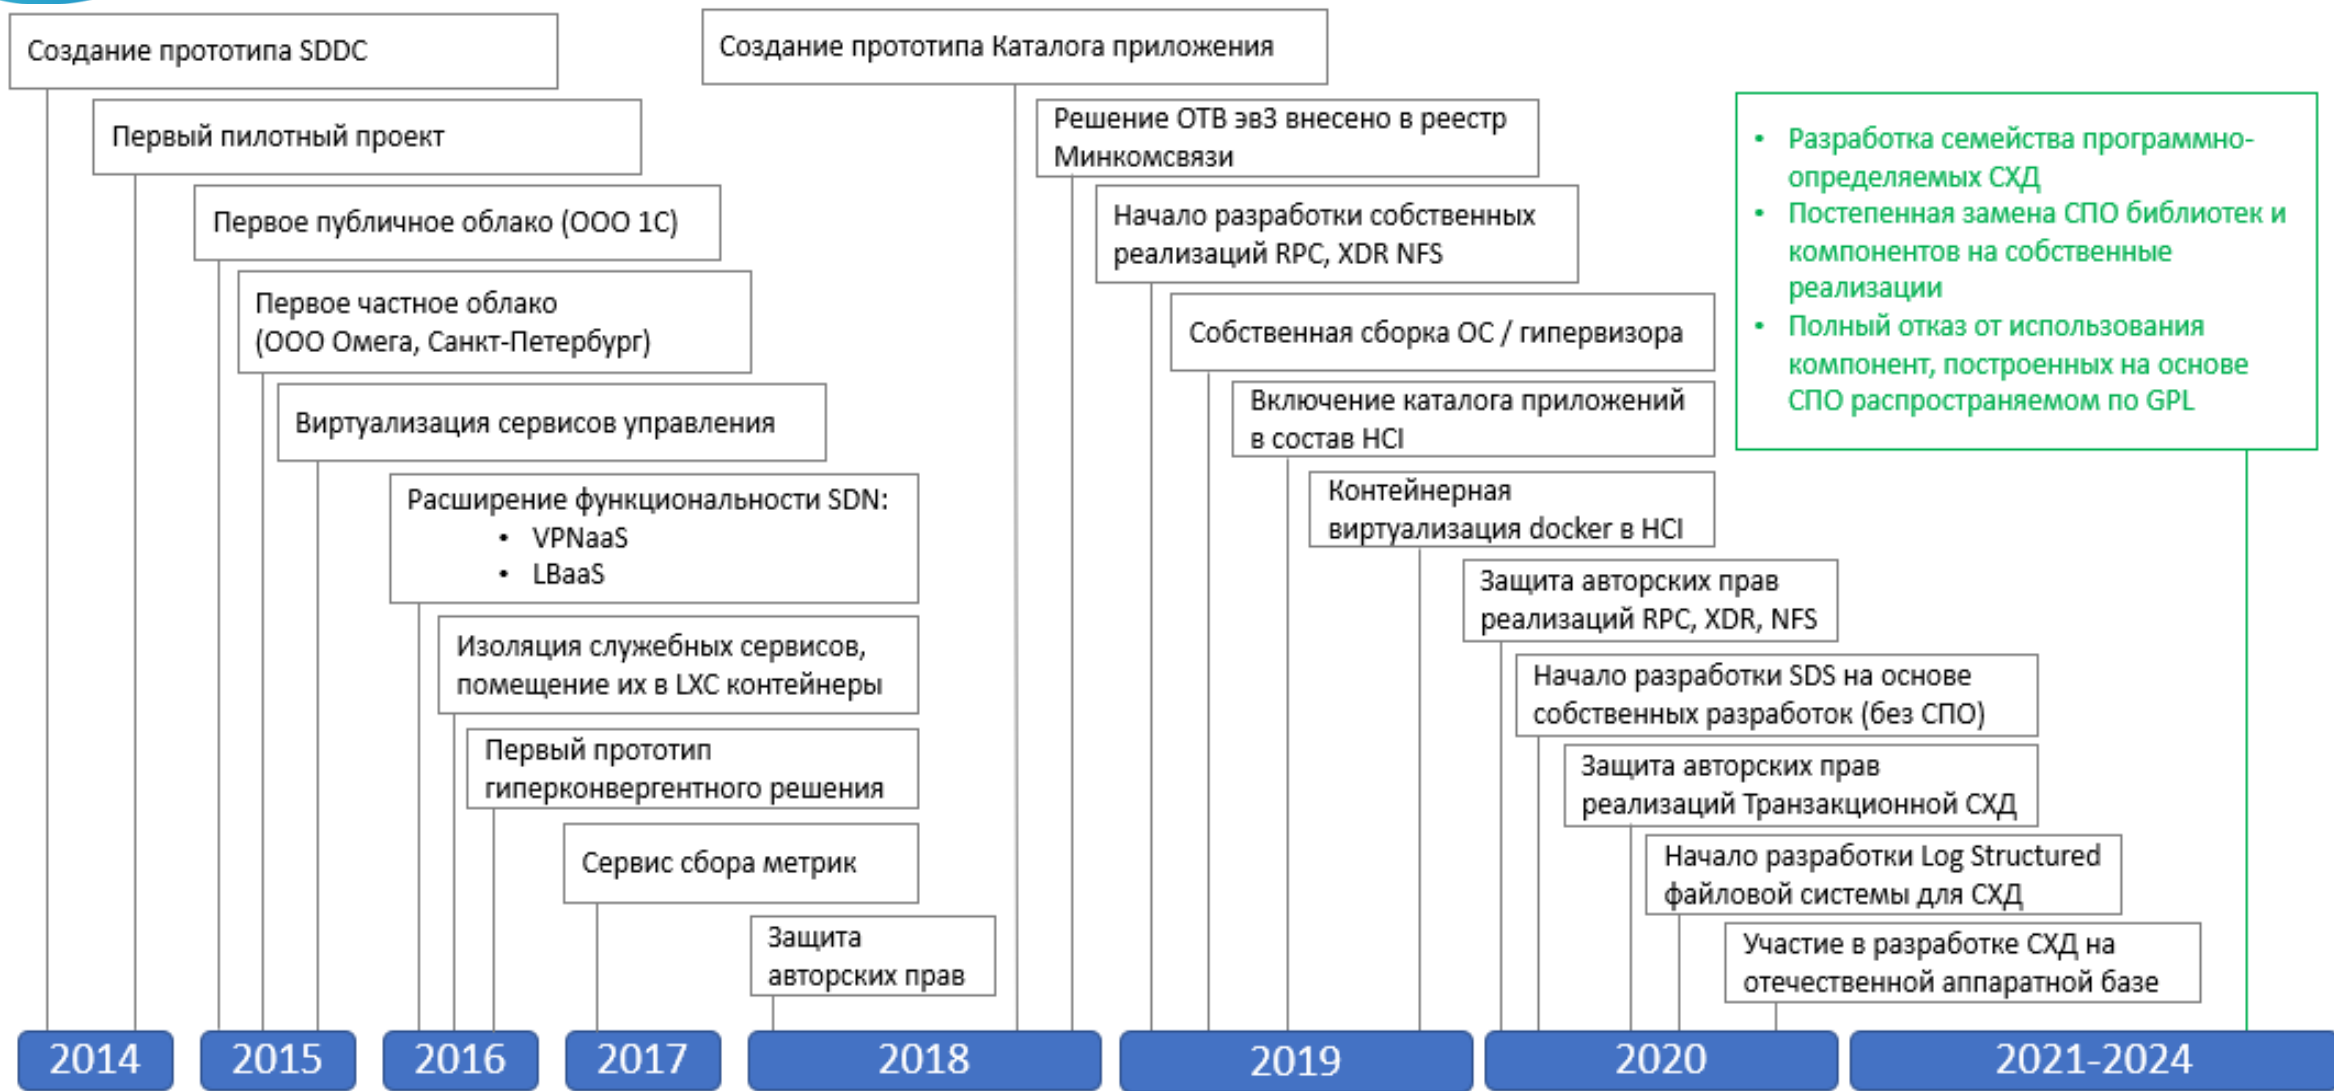 Создание прототипа SDDC
Первый пилотный проект
Первое публичное облако (ООО 1С)
Первое частное облако
(ООО Омега, Санкт-Петербург)
Виртуализация сервисов управления
Расширение функциональности SDN:
• VPNaaS
• LBaaS
Изоляция служебных сервисов,
помещение их в LXC контейнеры
Первый прототип
гиперконвергентного решения
Сервис сбора метрик
Защита
авторских прав
Создание прототипа Каталога приложения
Решение ОТВ эв3 внесено в реестр
Минкомсвязи
Начало разработки собственных
реализаций RPC, XDR NFS
Собственная сборка ОС / гипервизора
Включение каталога приложений
в состав HCI
Контейнерная
виртуализация docker в HCI
Защита авторских прав
реализаций RPC, XDR, NFS
Начало разработки SDS на основе
собственных разработок (без СПО)
Защита авторских прав
реализаций Транзакционной СХД
Начало разработки Log Structured
файловой системы для СХД
Участие в разработке СХД на
отечественной аппаратной базе
• Разработка семейства программно-
определяемых СХД
• Постепенная замена СПО библиотек и
компонентов на собственные
реализации
• Полный отказ от использования
компонент, построенных на основе
СПО распространяемом по GPL
2014
2015
2016
2017
2018
2019
2020
2021-2024